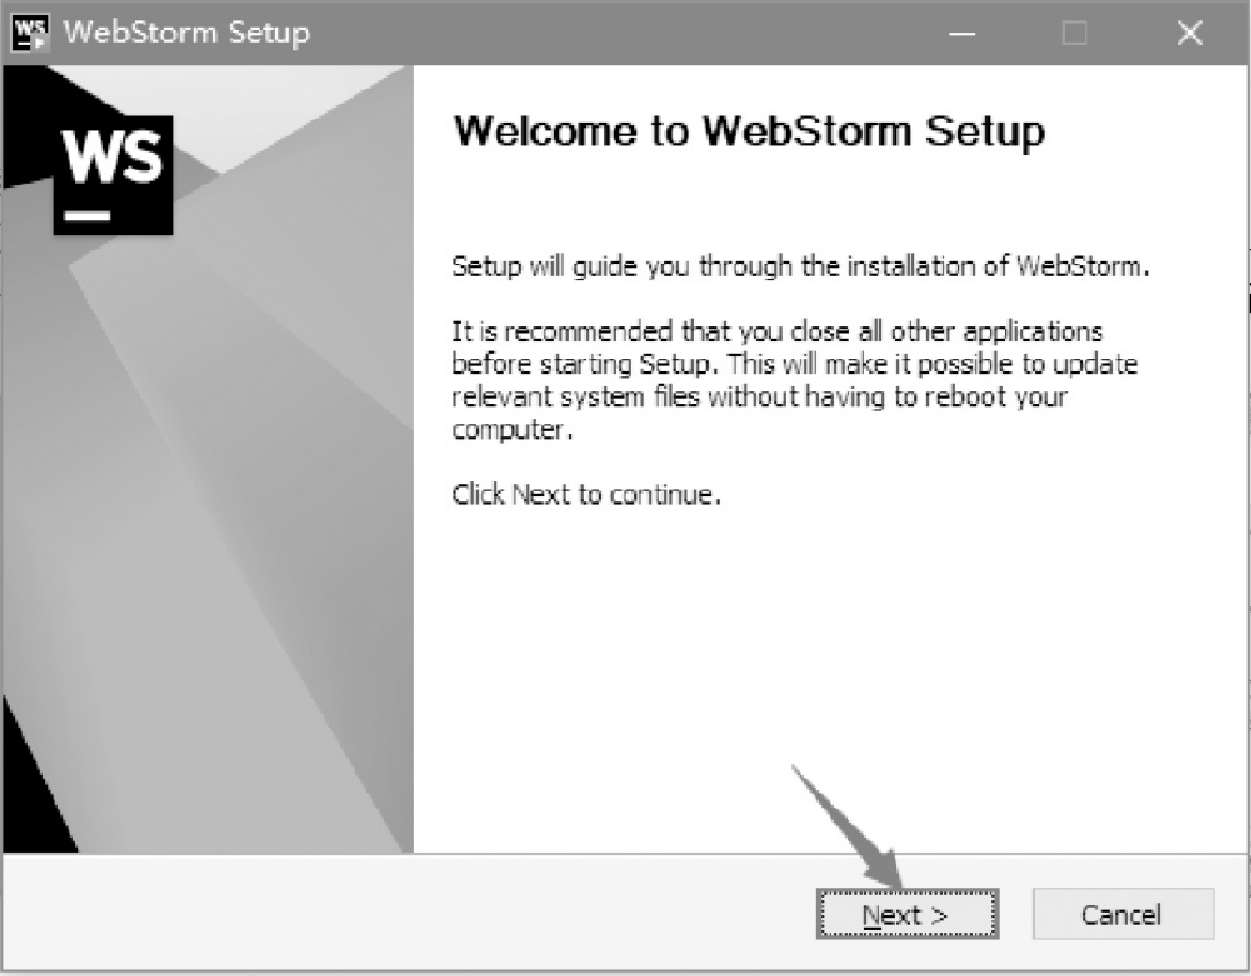 WS WebStorm Setup
WS
Welcome to WebStorm Setup
Setup will guide you through the installation of WebStorm.
It is recommended that you close all other applications
before starting Setup. This will make it possible to update
relevant system files without having to reboot your
computer.
Click Next to continue.
Next >
Cancel